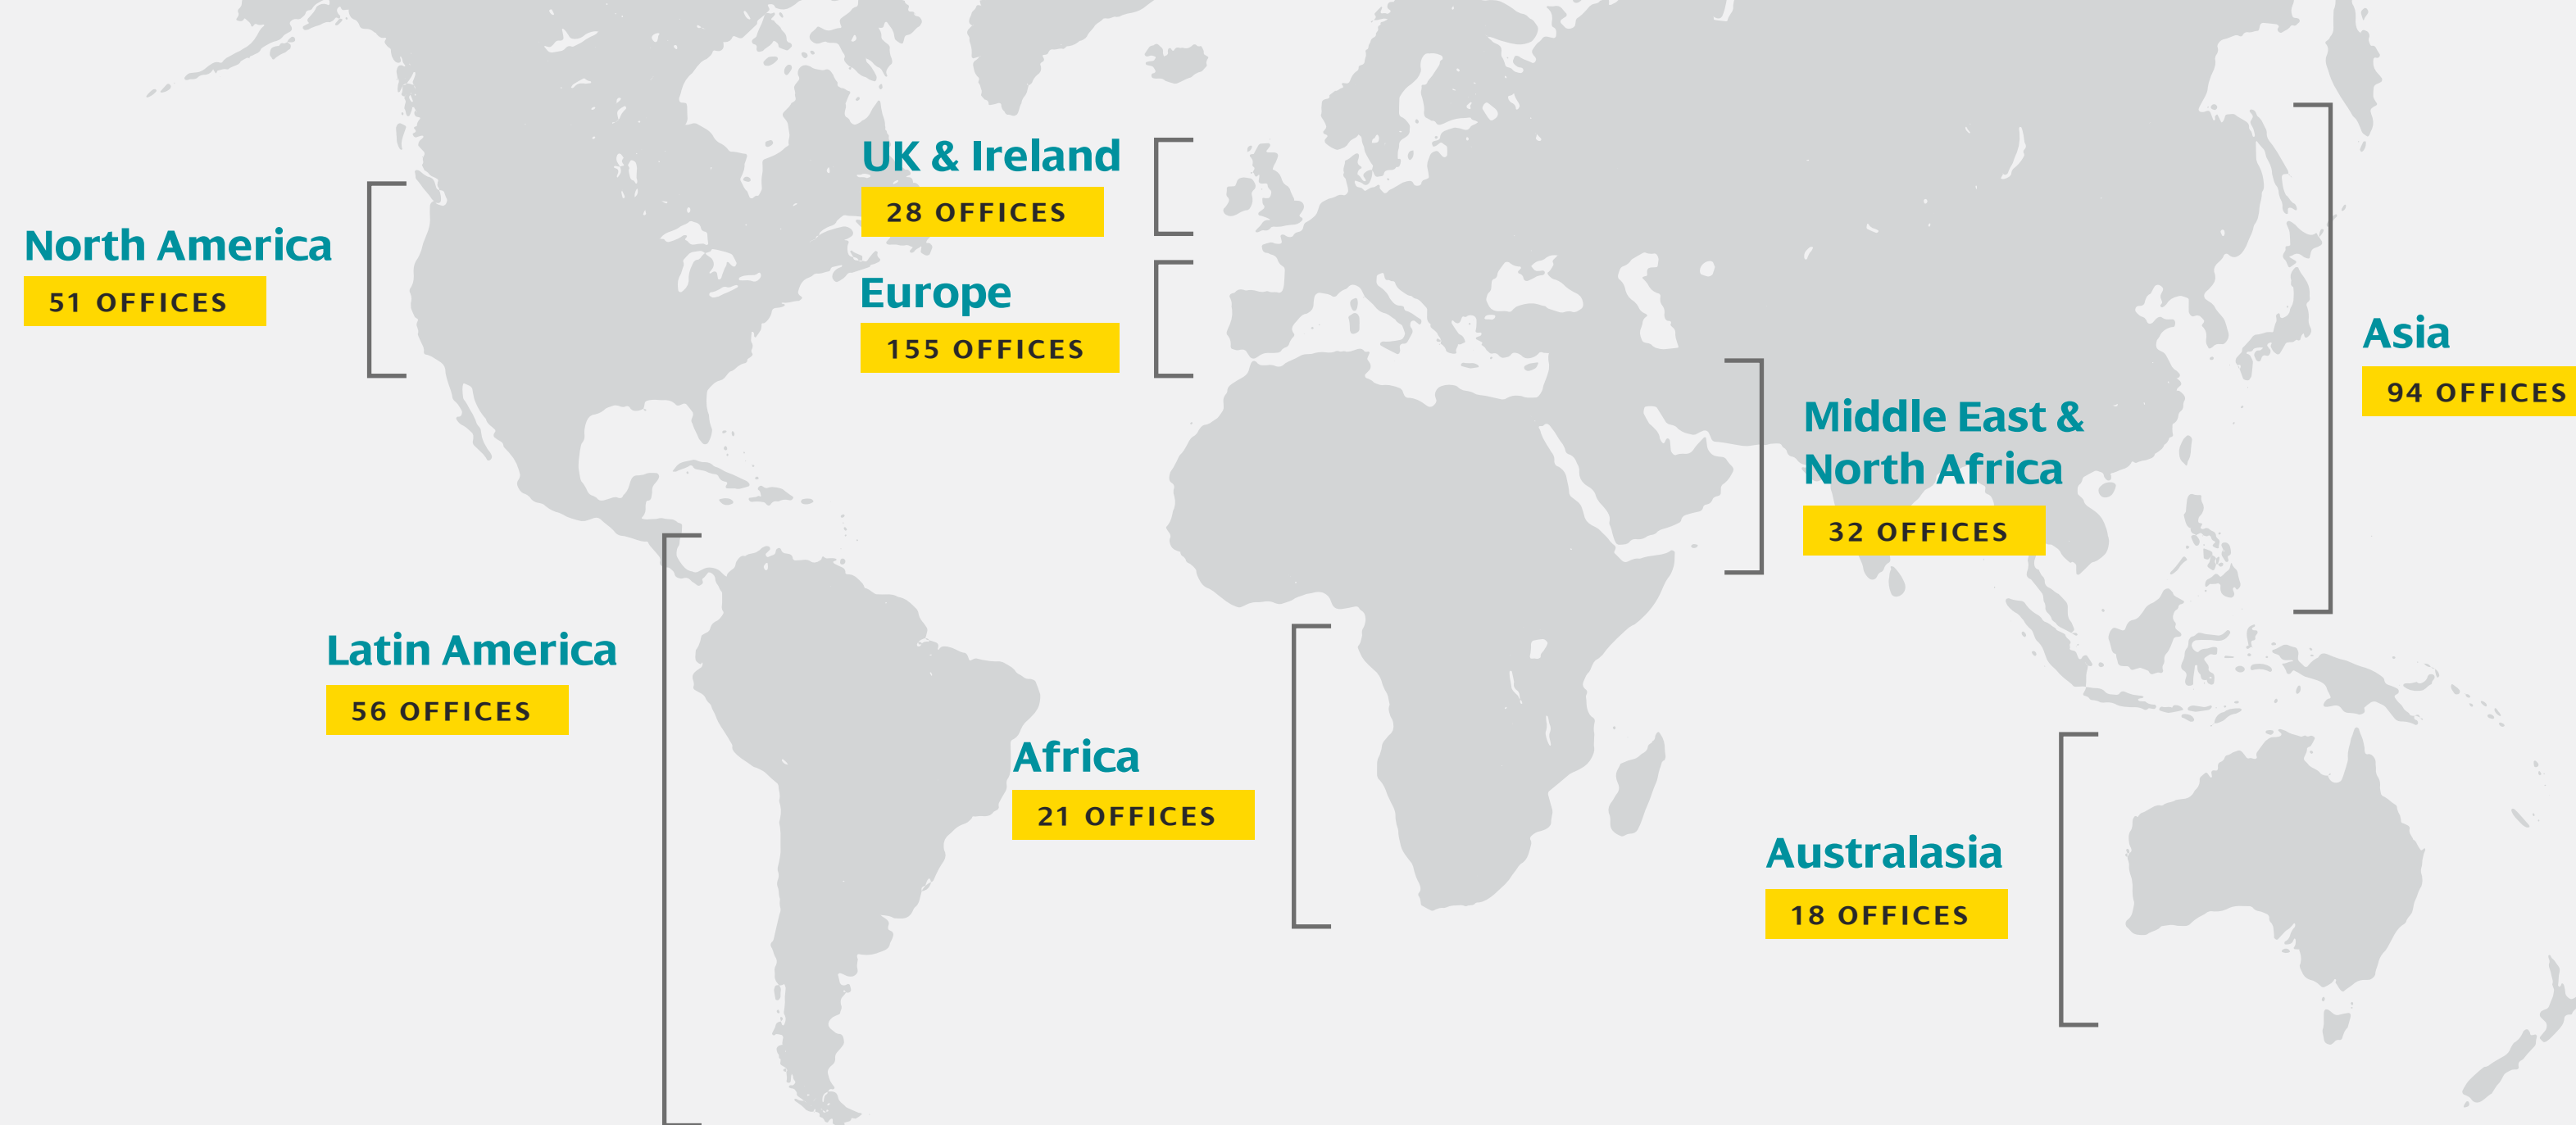 UK & Ireland
28 OFFICES
North America
51 OFFICES
Europe
155 OFFICES
Asia
94 OFFICES
Middle East &
North Africa
32 OFFICES
Latin America
56 OFFICES
Africa
21 OFFICES
Australasia
18 OFFICES